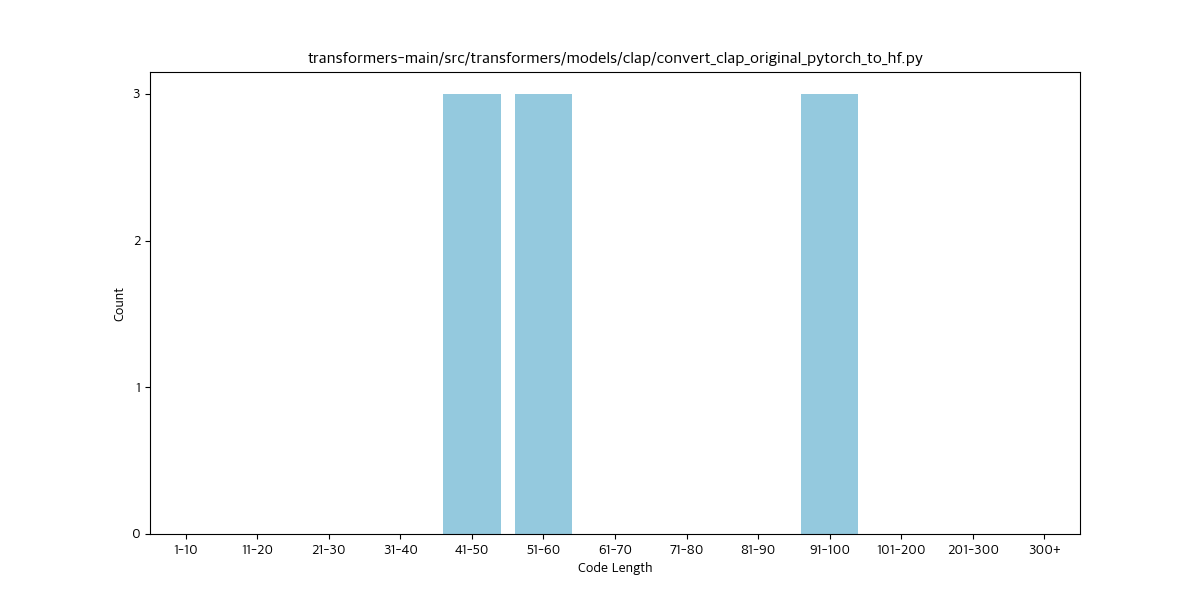 transformers-main/src/transformers/models/clap/convert_clap_original_pytorch_to_hf.py
3
2
1
0
Count
1-10 11-20 21-30 31-40 41-50 51-60 61-70 71-80 81-90 91-100 101-200 201-300 300+
Code Length